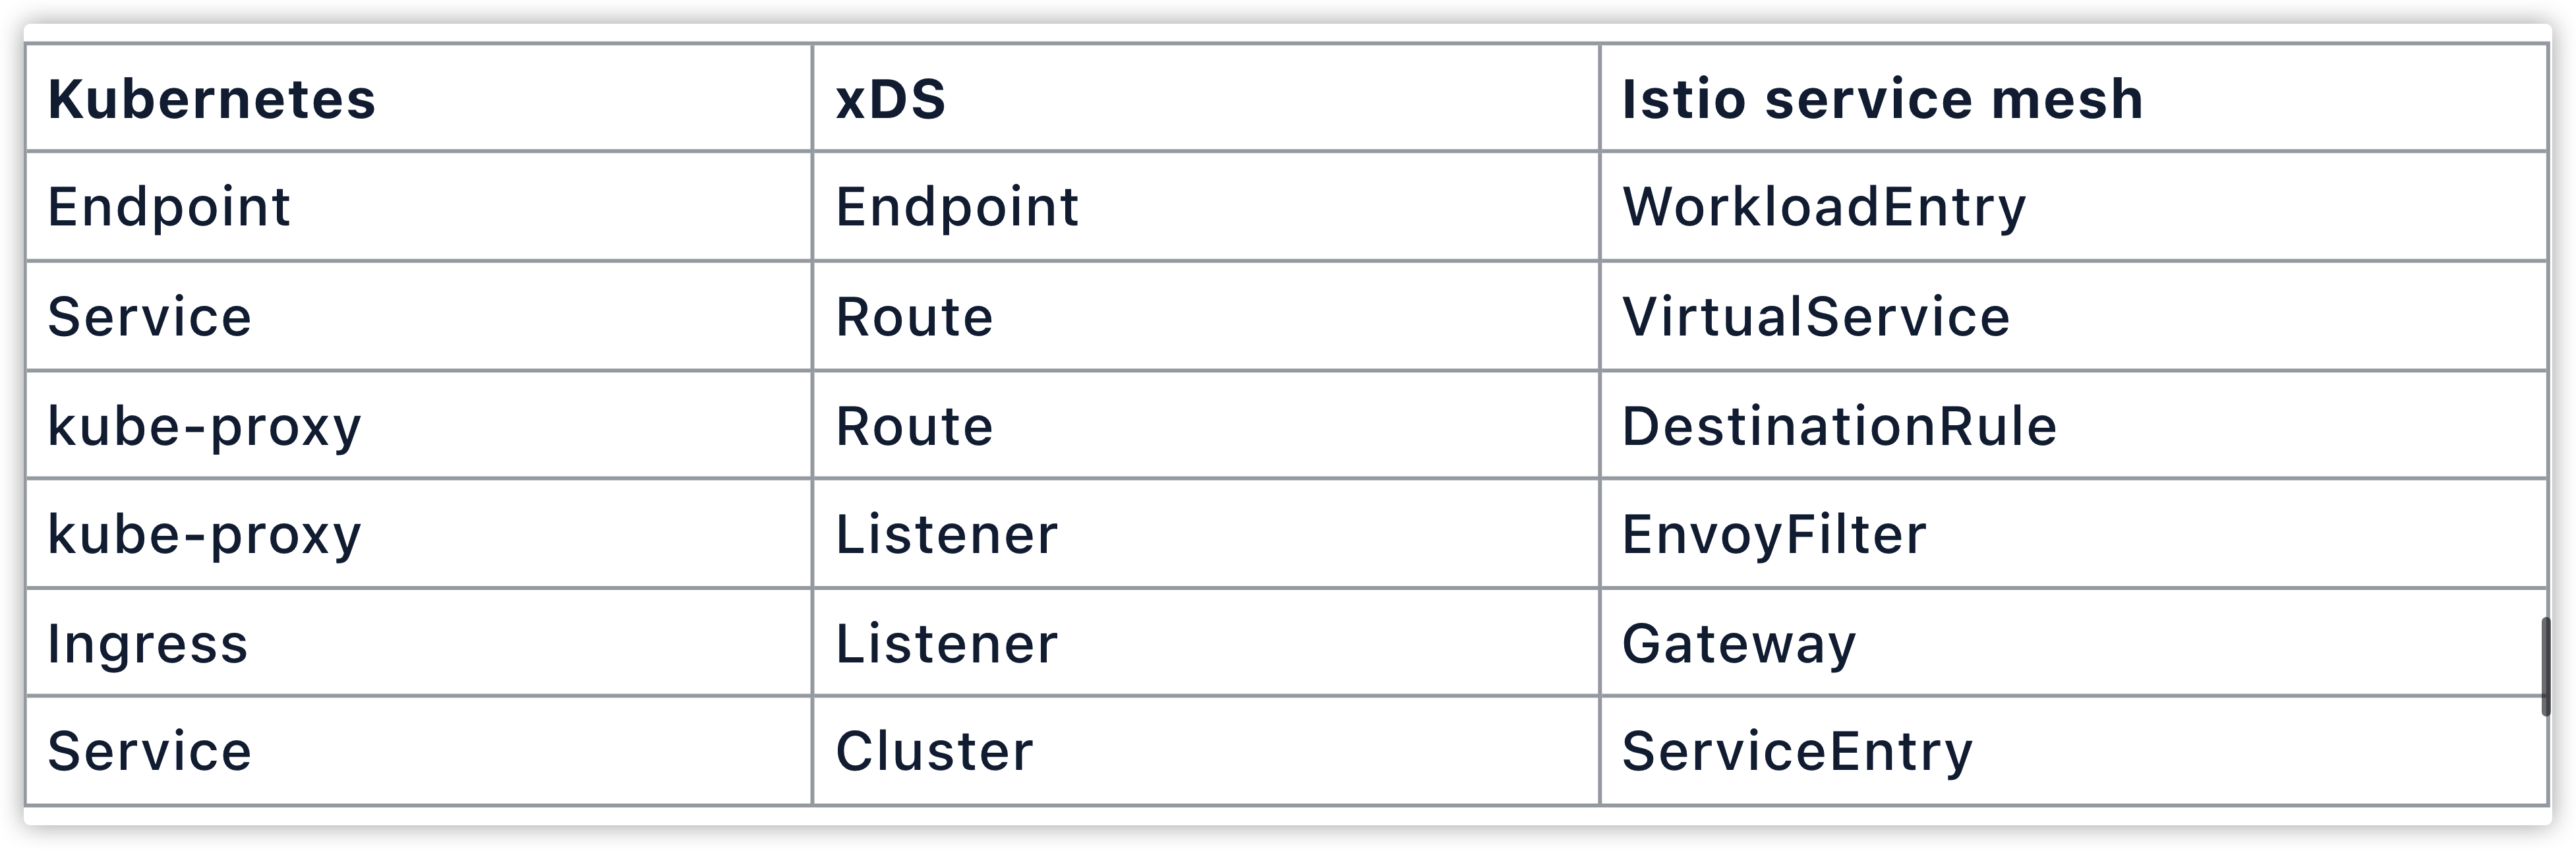 Kubernetes xDS Istio service mesh
Endpoint Endpoint WorkloadEntry
Service Route VirtualService
kube-proxy Route DestinationRule
kube-proxy Listener EnvoyFilter
Ingress Listener Gateway
Service Cluster ServiceEntry